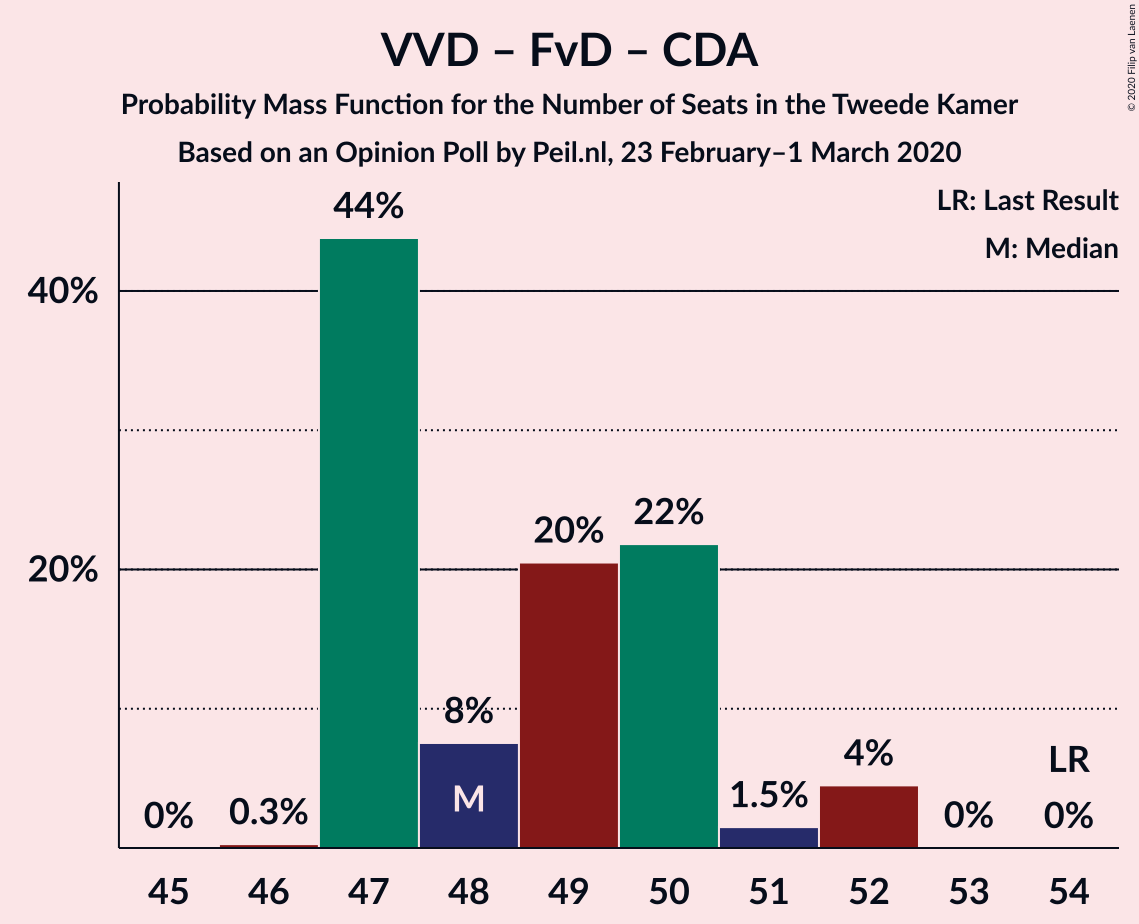 VVD – FvD – CDA
Probability Mass Function for the Number of Seats in the Tweede Kamer
Based on an Opinion Poll by Peil.nl, 23 February–1 March 2020
© 2020 Filip van Laenen
LR: Last Result
M: Median
44%
40%
22%
20%
20%
8%
M
4%
LR
1.5%
0%
0.3%
0%
0%
45 46 47 48 49 50 51 52 53 54